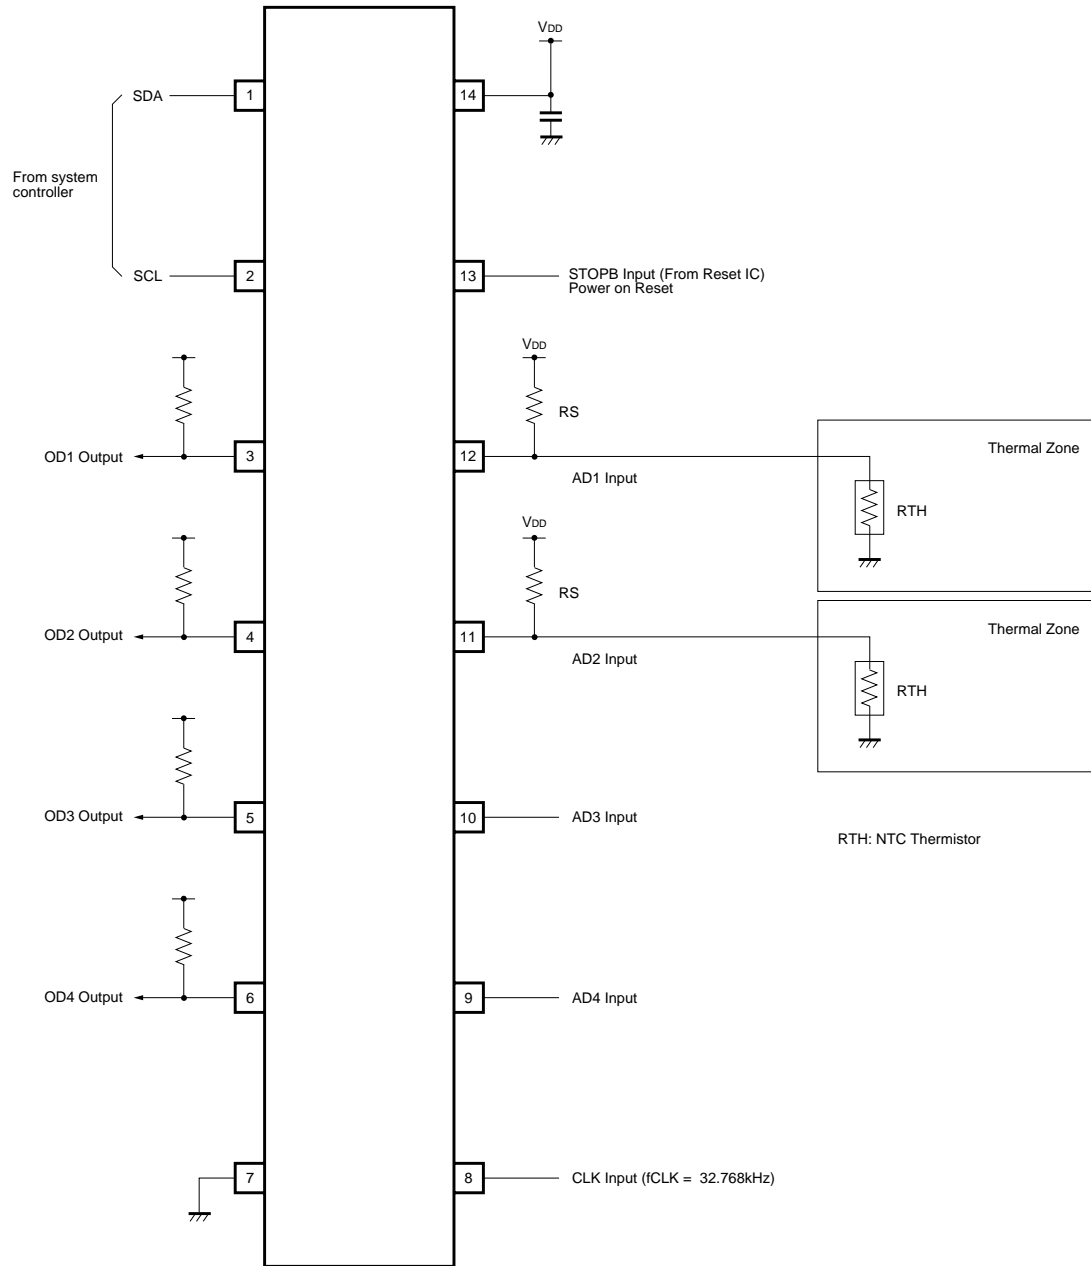 VDD
SDA
1
14
From system
controller
SCL
2
13
STOPB Input (From Reset IC)
Power on Reset
VDD
RS
Thermal Zone
OD1 Output
3
12
AD1 Input
RTH
VDD
RS
Thermal Zone
OD2 Output
4
11
AD2 Input
RTH
OD3 Output
5
10
AD3 Input
RTH: NTC Thermistor
OD4 Output
6
9
AD4 Input
7
8
CLK Input (fCLK = 32.768kHz)